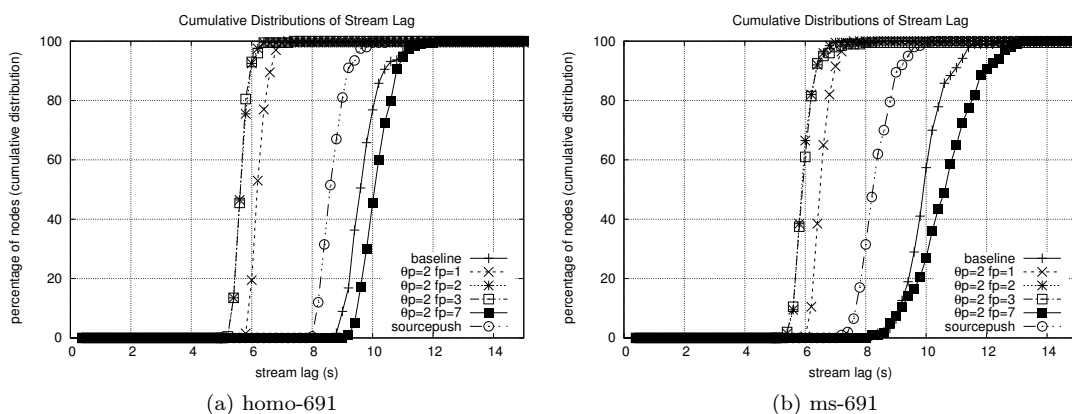 Cumulative Distributions of Stream Lag
percentage of nodes (cumulative distribution)
100
80
60
40
20
0
baseline
θp=2 fp=1
θp=2 fp=2
θp=2 fp=3
θp=2 fp=7
sourcepush
0 2 4 6 8 10 12 14
stream lag (s)
(a) homo-691
Cumulative Distributions of Stream Lag
percentage of nodes (cumulative distribution)
100
80
60
40
20
0
baseline
θp=2 fp=1
θp=2 fp=2
θp=2 fp=3
θp=2 fp=7
sourcepush
0 2 4 6 8 10 12 14
stream lag (s)
(b) ms-691